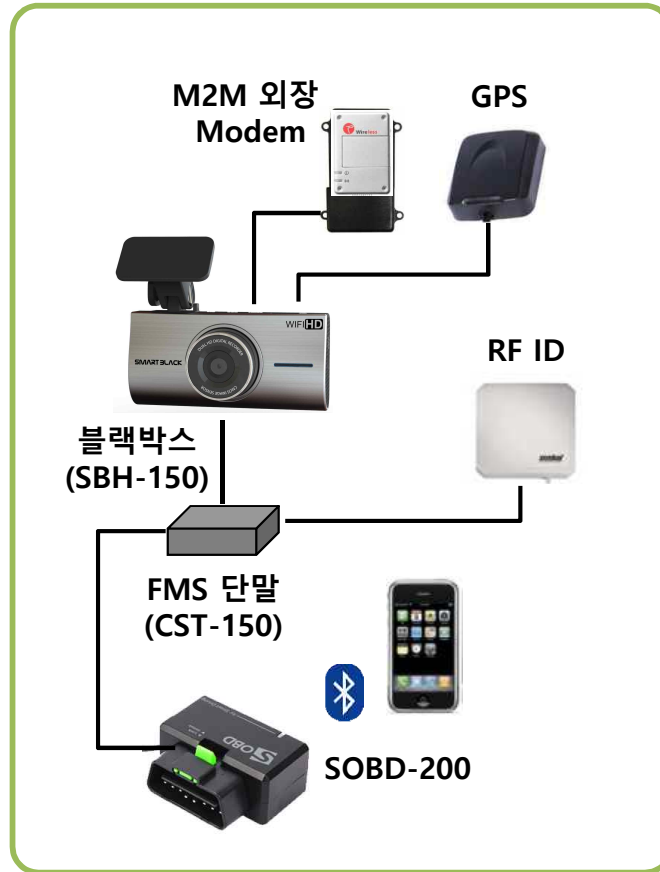 M2M 외장
Modem
GPS
Wireless
WIFI HD
SMART BLACK
RF ID
블랙박스
(SBH-150)
FMS 단말
(CST-150)
SOBD
SOBD-200